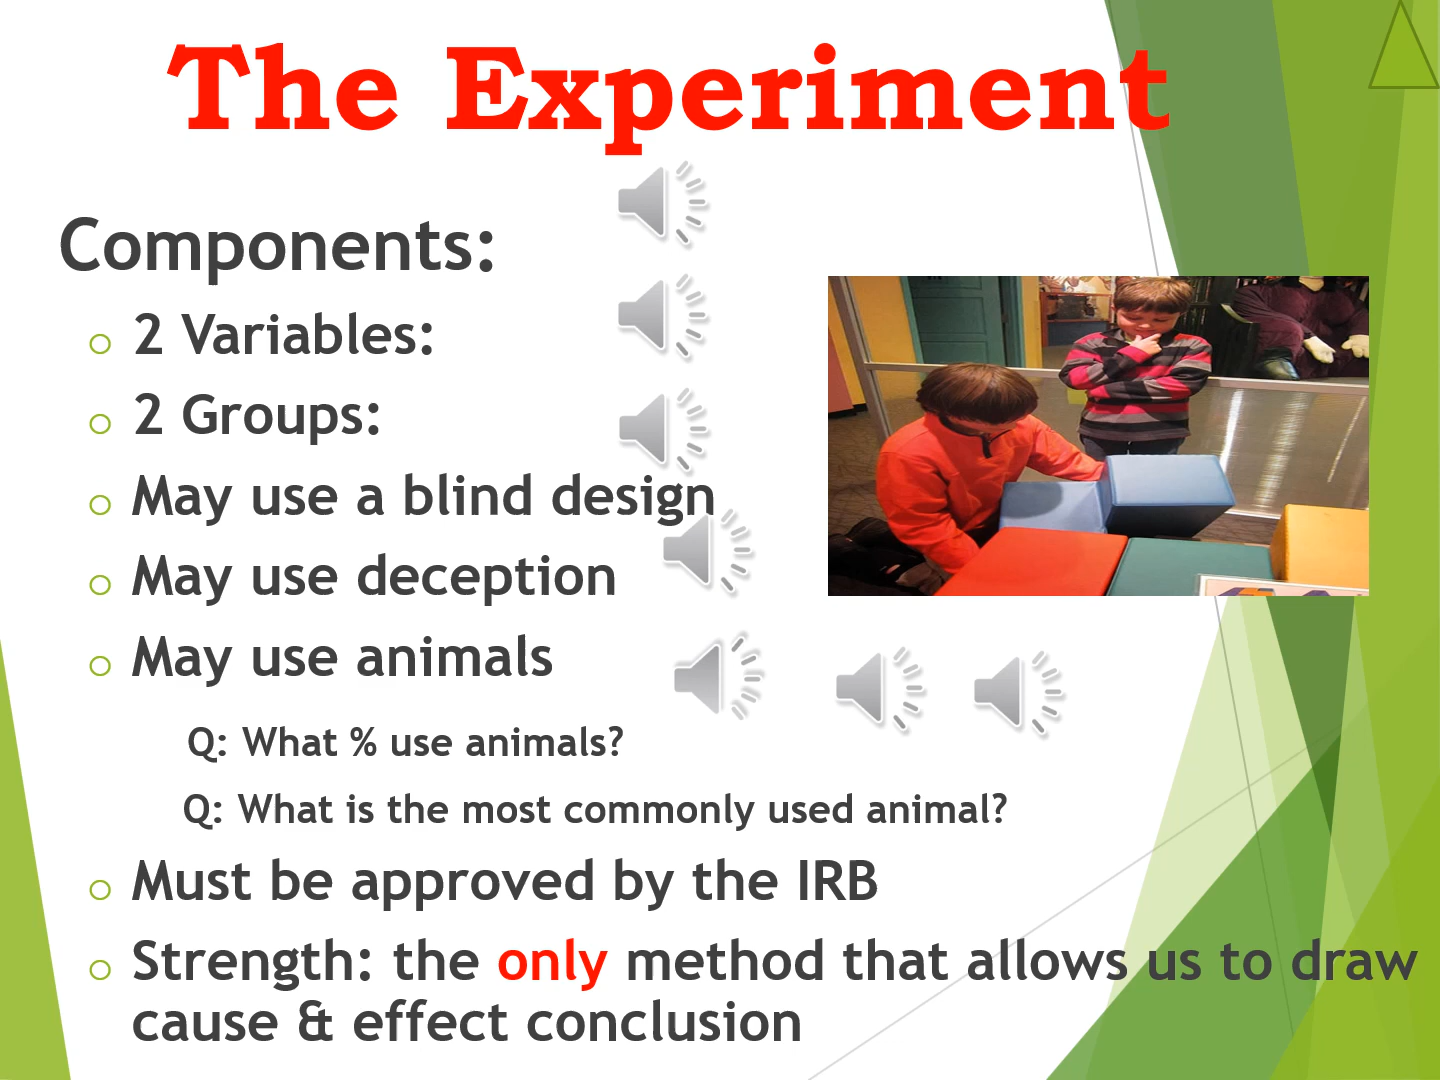 The Experiment
Components:
2 Variables:
2 Groups:
May use a blind design
May use deception
May use animals
Q: What % use animals?
Q: What is the most commonly used animal?
Must be approved by the IRB
Strength: the only method that allows us to draw
cause & effect conclusion